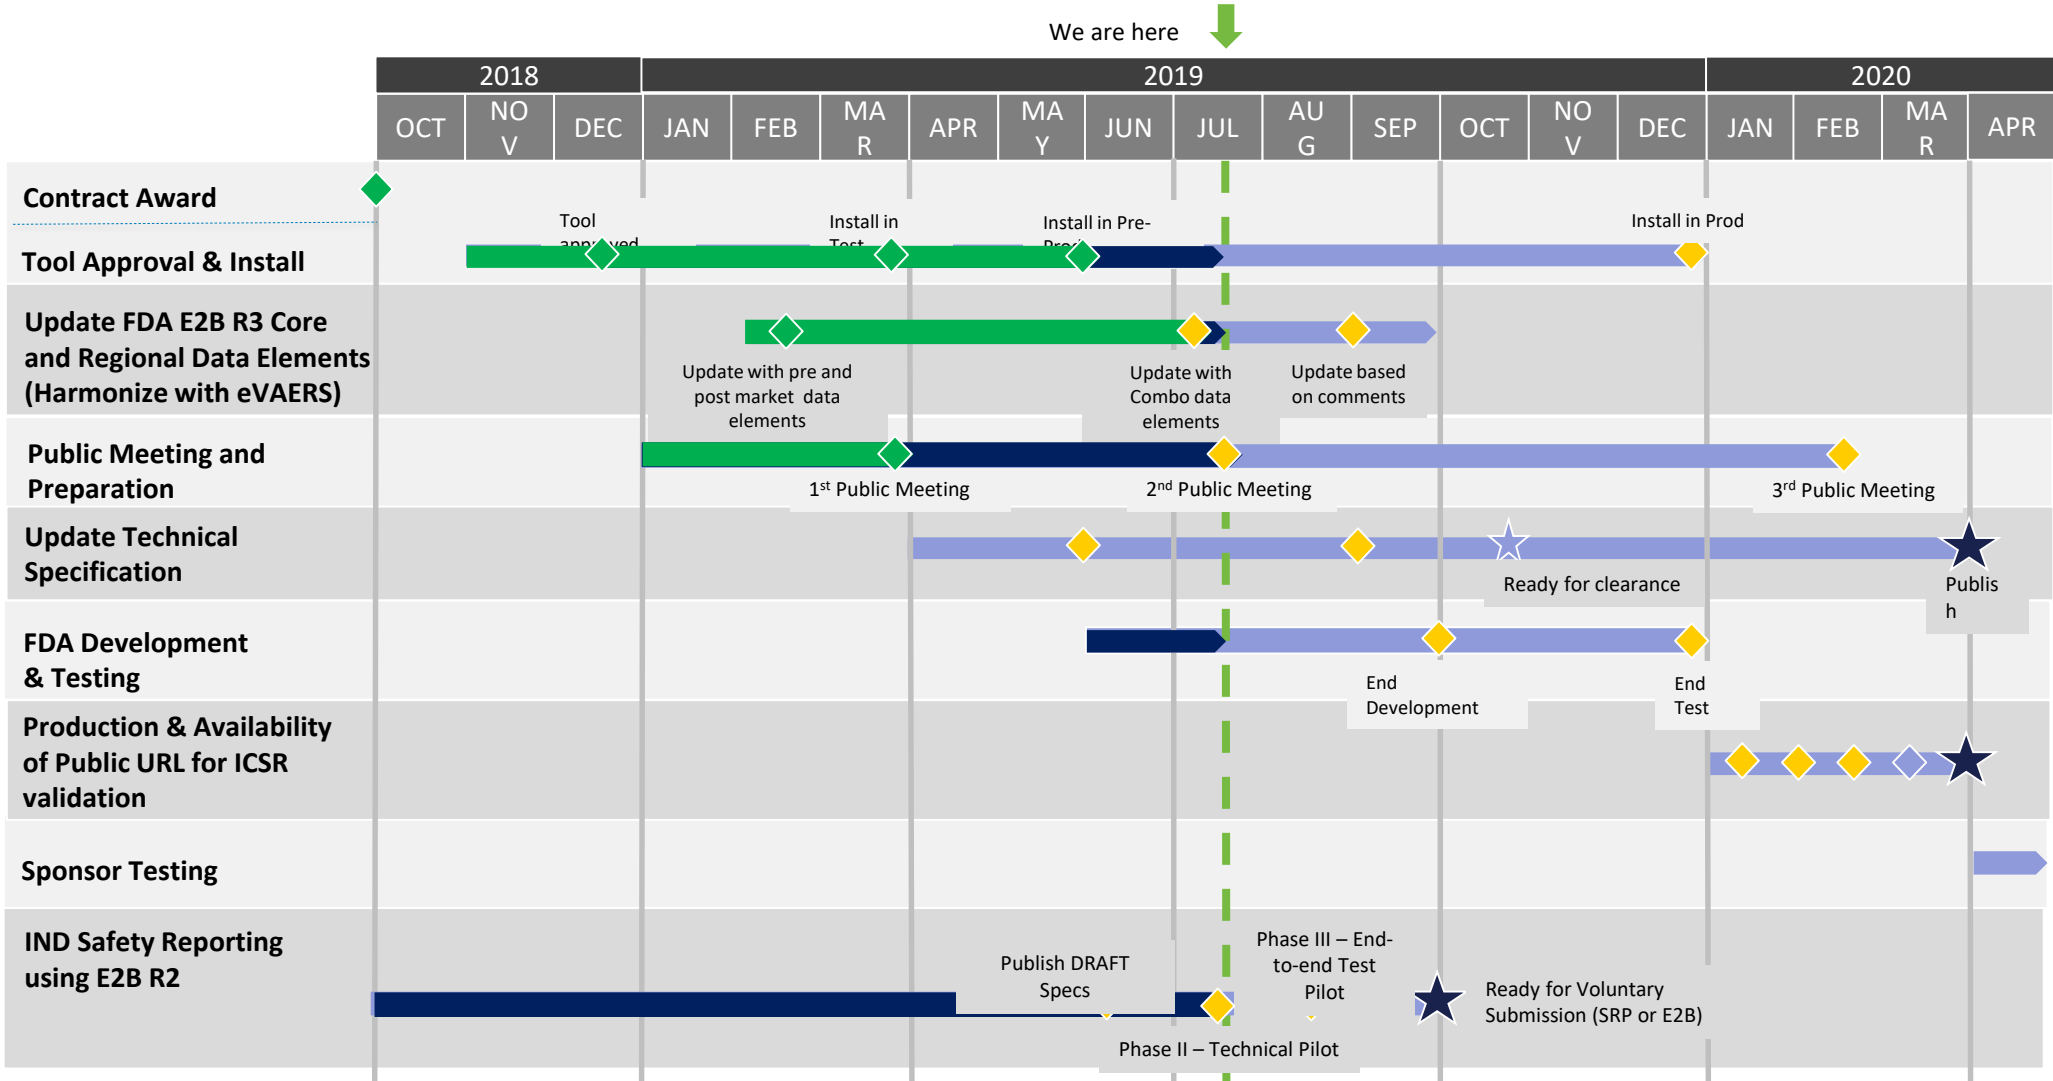 We are here
2018
2019
2020
OCT
NO
V
DEC
JAN
FEB
MA
R
APR
MA
Y
JUN
JUL
AU
G
SEP
OCT
NO
V
DEC
JAN
FEB
MA
R
APR
Contract Award
Tool
approved
Install in
Test
Install in Pre-
Prod
Install in Prod
Tool Approval & Install
Update FDA E2B R3 Core
and Regional Data Elements
(Harmonize with eVAERS)
Update with pre and
post market data
elements
Update with
Combo data
elements
Update based
on comments
Public Meeting and
Preparation
1st Public Meeting
2nd Public Meeting
3rd Public Meeting
Update Technical
Specification
Ready for clearance
Publis
h
FDA Development
& Testing
End
Development
End
Test
Production & Availability
of Public URL for ICSR
validation
Sponsor Testing
IND Safety Reporting
using E2B R2
Publish DRAFT
Specs
Phase III – End-
to-end Test
Pilot
Ready for Voluntary
Submission (SRP or E2B)
Phase II – Technical Pilot